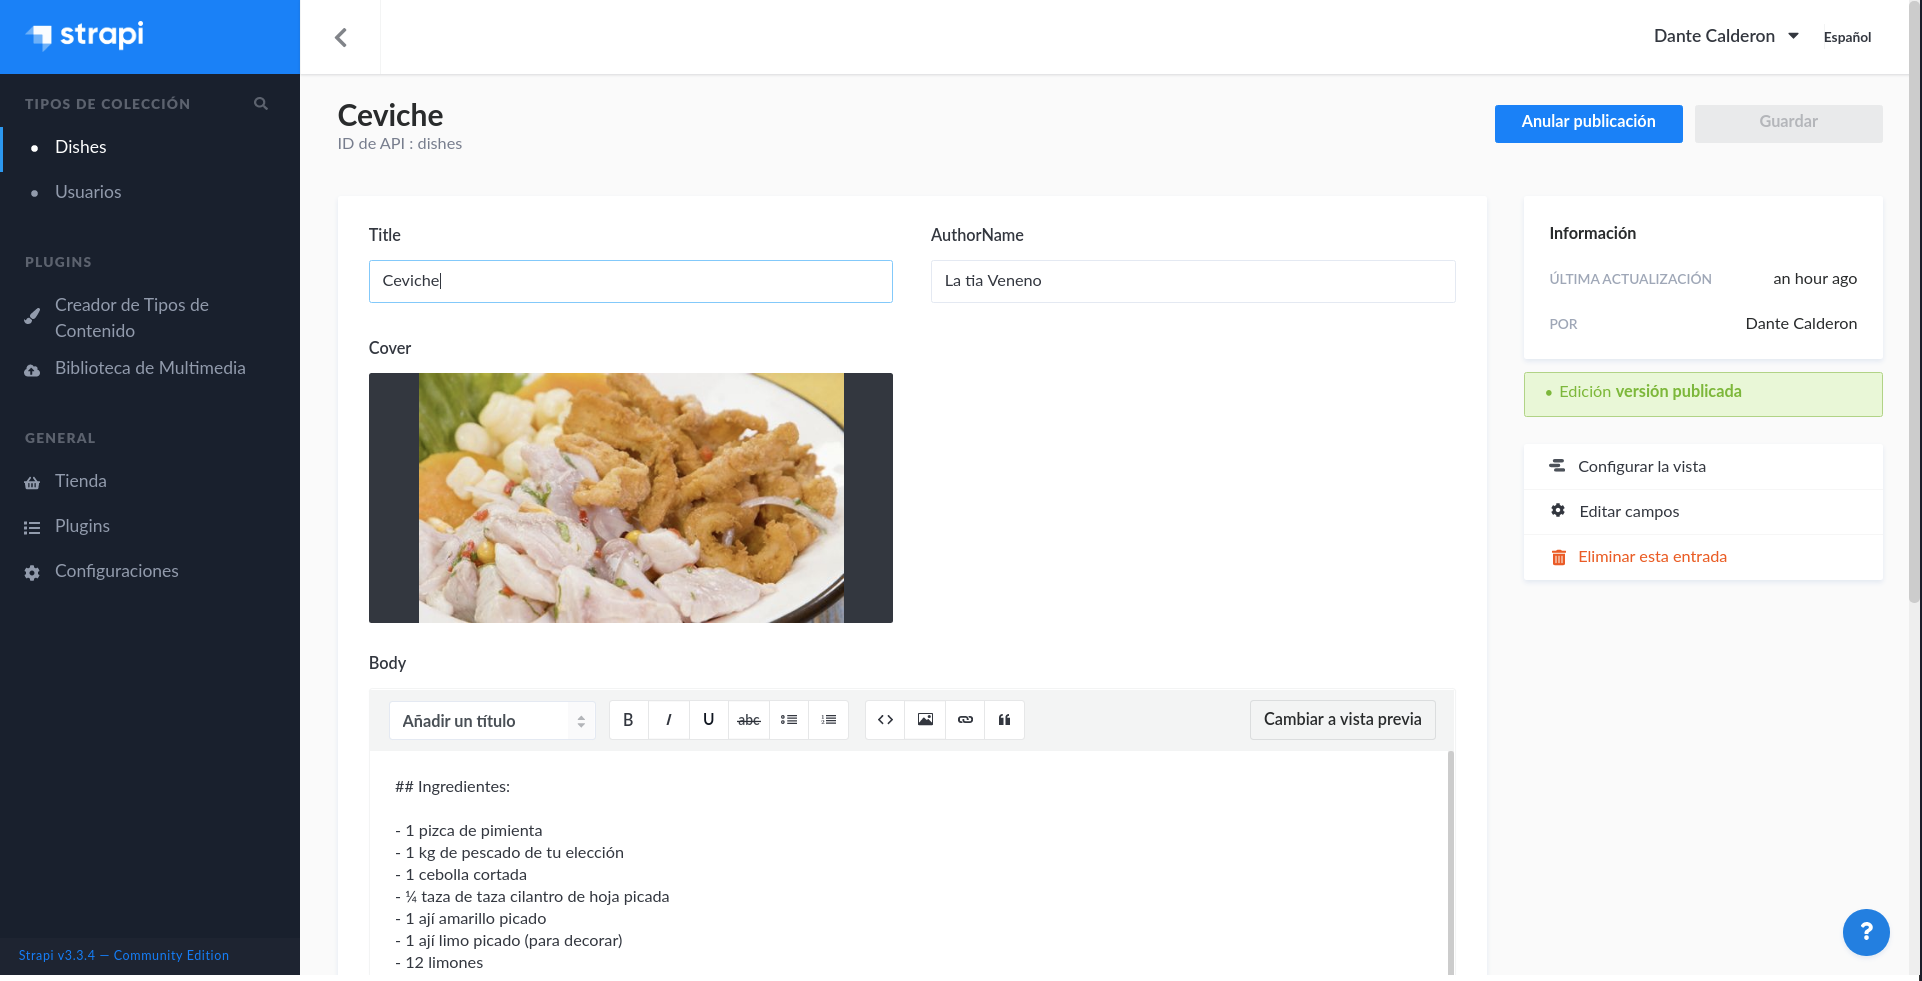 strapi
Dante Calderon
Español
TIPOS DE COLECCIÓN
Dishes
Usuarios
PLUGINS
Creador de Tipos de
Contenido
Biblioteca de Multimedia
GENERAL
Tienda
Plugins
Configuraciones
Strapi v3.3.4 — Community Edition
Ceviche
ID de API : dishes
Anular publicación
Guardar
Title
Ceviche
AuthorName
La tia Veneno
Cover
Body
Añadir un título
B
I
U
abc
Cambiar a vista previa
## Ingredientes:
- 1 pizca de pimienta
- 1 kg de pescado de tu elección
- 1 cebolla cortada
- ¼ taza de taza cilantro de hoja picada
- 1 ají amarillo picado
- 1 ají limo picado (para decorar)
- 12 limones
Información
ÚLTIMA ACTUALIZACIÓN an hour ago
POR Dante Calderon
• Edición versión publicada
Configurar la vista
Editar campos
Eliminar esta entrada
?